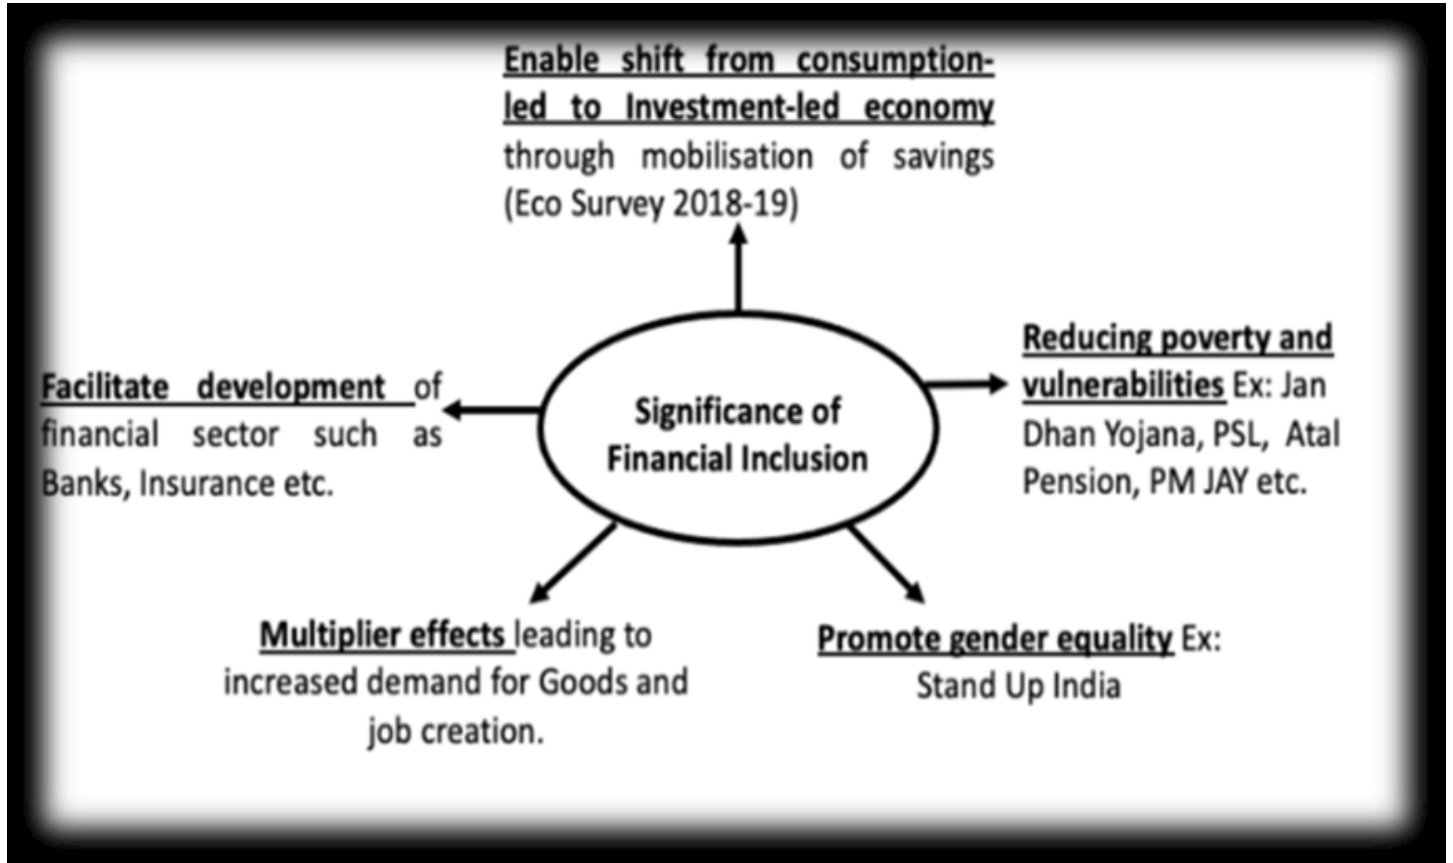 Enable shift from consumption-
led to Investment-led economy
through mobilisation of savings
(Eco Survey 2018-19)
Reducing poverty and
vulnerabilities Ex: Jan
Dhan Yojana, PSL, Atal
Pension, PM JAY etc.
Facilitate development of
financial sector such as
Banks, Insurance etc.
Significance of
Financial Inclusion
Multiplier effects leading to
increased demand for Goods and
job creation.
Promote gender equality Ex:
Stand Up India